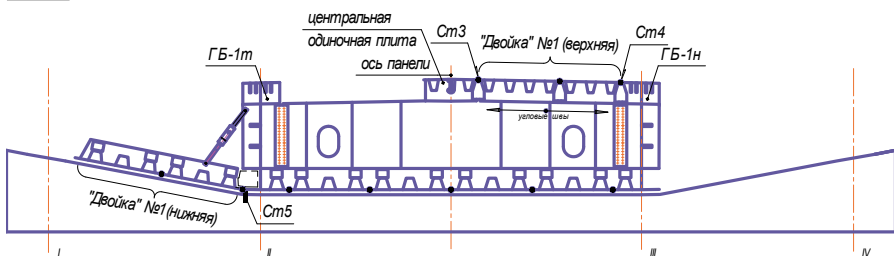 центральная
одиночная плита
ось панели
Ст3
"Двойка" №1 (верхняя)
Ст4
ГБ-1т
ГБ-1н
угловые швы
"Двойка" №1 (нижняя)
Ст5
I
II
III
IV